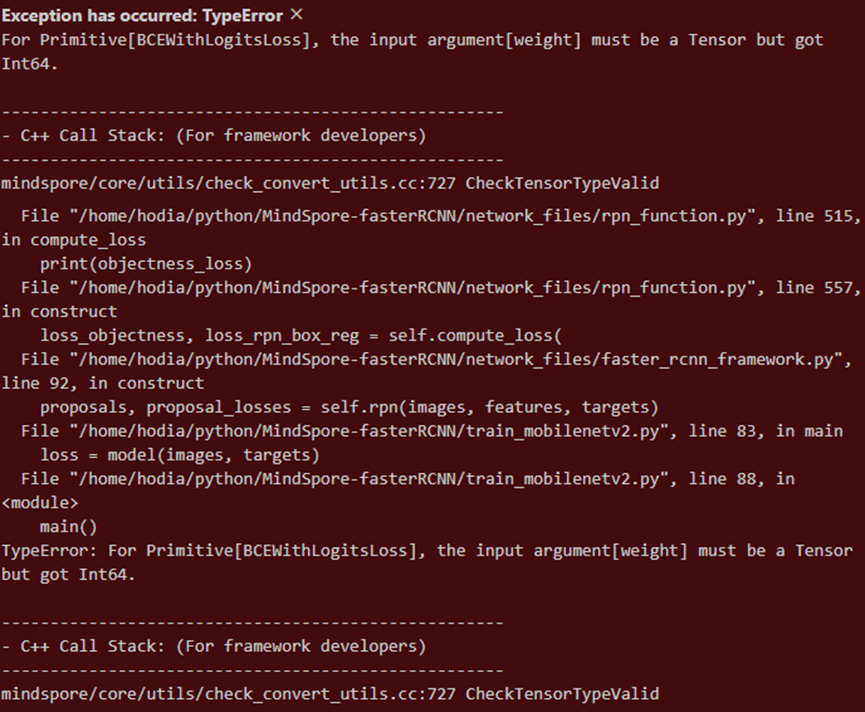 Exception has occurred: TypeError ×
For Primitive[BCEWithLogitsLoss], the input argument[weight] must be a Tensor but got
Int64.
----------------------------------------------------
- C++ Call Stack: (For framework developers)
----------------------------------------------------
mindspore/core/utils/check_convert_utils.cc:727 CheckTensorTypeValid
File "/home/hodia/python/MindSpore-fasterRCNN/network_files/rpn_function.py", line 515,
in compute_loss
print(objectness_loss)
File "/home/hodia/python/MindSpore-fasterRCNN/network_files/rpn_function.py", line 557,
in construct
loss_objectness, loss_rpn_box_reg = self.compute_loss(
File "/home/hodia/python/MindSpore-fasterRCNN/network_files/faster_rcnn_framework.py",
line 92, in construct
proposals, proposal_losses = self.rpn(images, features, targets)
File "/home/hodia/python/MindSpore-fasterRCNN/train_mobilenetv2.py", line 83, in main
loss = model(images, targets)
File "/home/hodia/python/MindSpore-fasterRCNN/train_mobilenetv2.py", line 88, in
<module>
main()
TypeError: For Primitive[BCEWithLogitsLoss], the input argument[weight] must be a Tensor
but got Int64.
----------------------------------------------------
- C++ Call Stack: (For framework developers)
----------------------------------------------------
mindspore/core/utils/check_convert_utils.cc:727 CheckTensorTypeValid